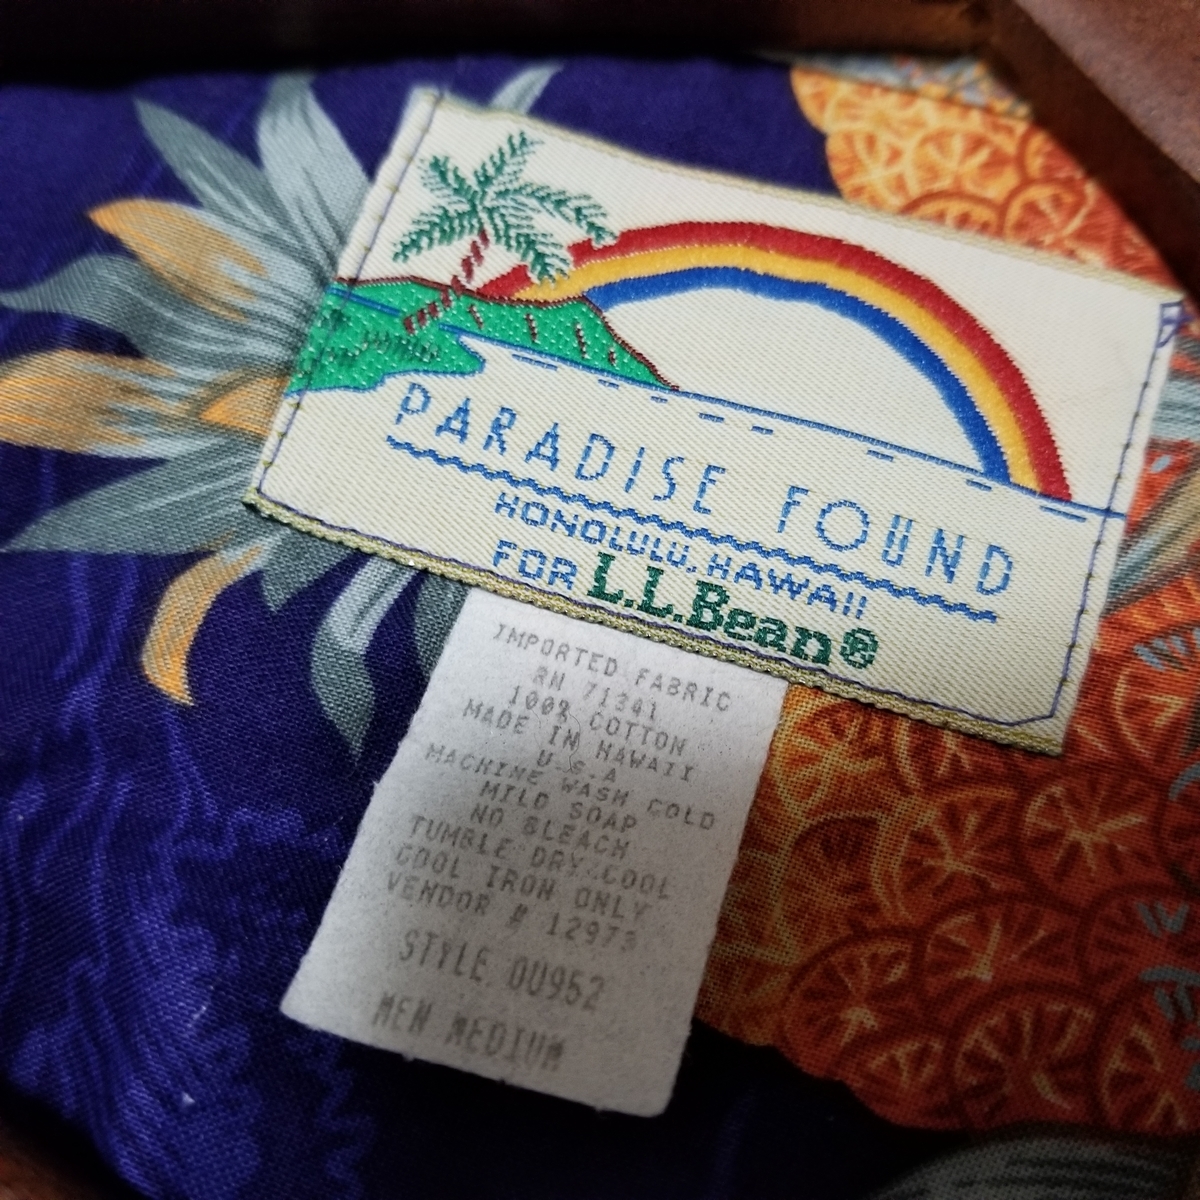 PARADISE FOUND
HONOLULU, HAWAII
FOR L.L.Bean®
IMPORTED FABRIC
RN 71341
100% COTTON
MADE IN HAWAII
U.S.A
MACHINE WASH COLD
MILD SOAP
NO BLEACH
TUMBLE DRY COOL
COOL IRON ONLY
VENDOR # 12973
STYLE 0U952
MEN MEDIUM